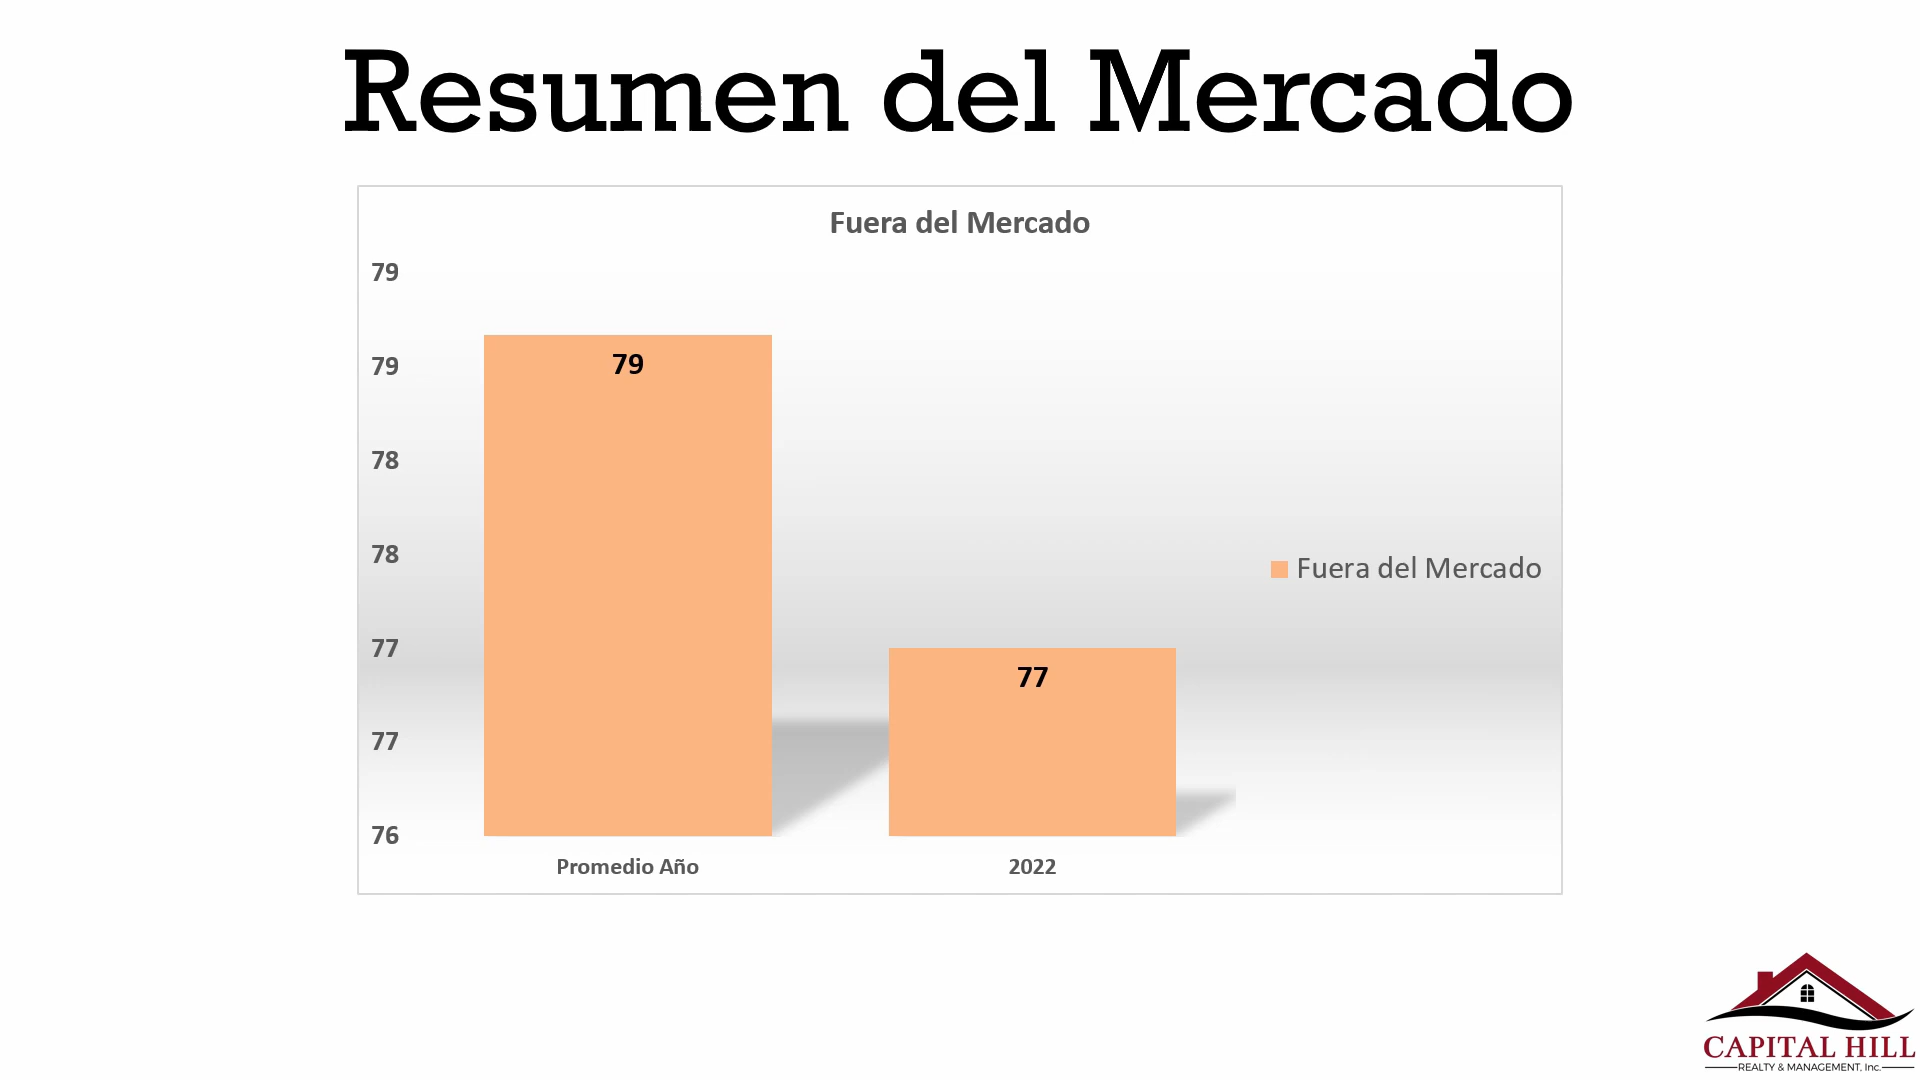 Resumen del Mercado
Fuera del Mercado
79
79
78
78
77
77
76
79
77
Promedio Año
2022
Fuera del Mercado
CAPITAL HILL
REALTY & MANAGEMENT, Inc.